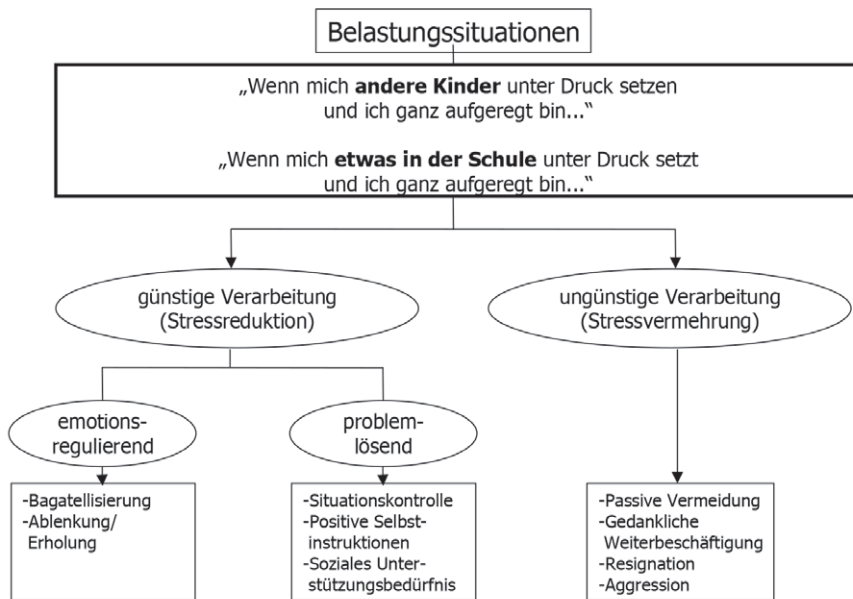 Belastungssituationen
„Wenn mich andere Kinder unter Druck setzen
und ich ganz aufgeregt bin...“
„Wenn mich etwas in der Schule unter Druck setzt
und ich ganz aufgeregt bin...“
günstige Verarbeitung
(Stressreduktion)
ungünstige Verarbeitung
(Stressvermehrung)
emotions-
regulierend
problem-
lösend
-Bagatellisierung
-Ablenkung/
Erholung
-Situationskontrolle
-Positive Selbst-
instruktionen
-Soziales Unter-
stützungsbedürfnis
-Passive Vermeidung
-Gedankliche
Weiterbeschäftigung
-Resignation
-Aggression